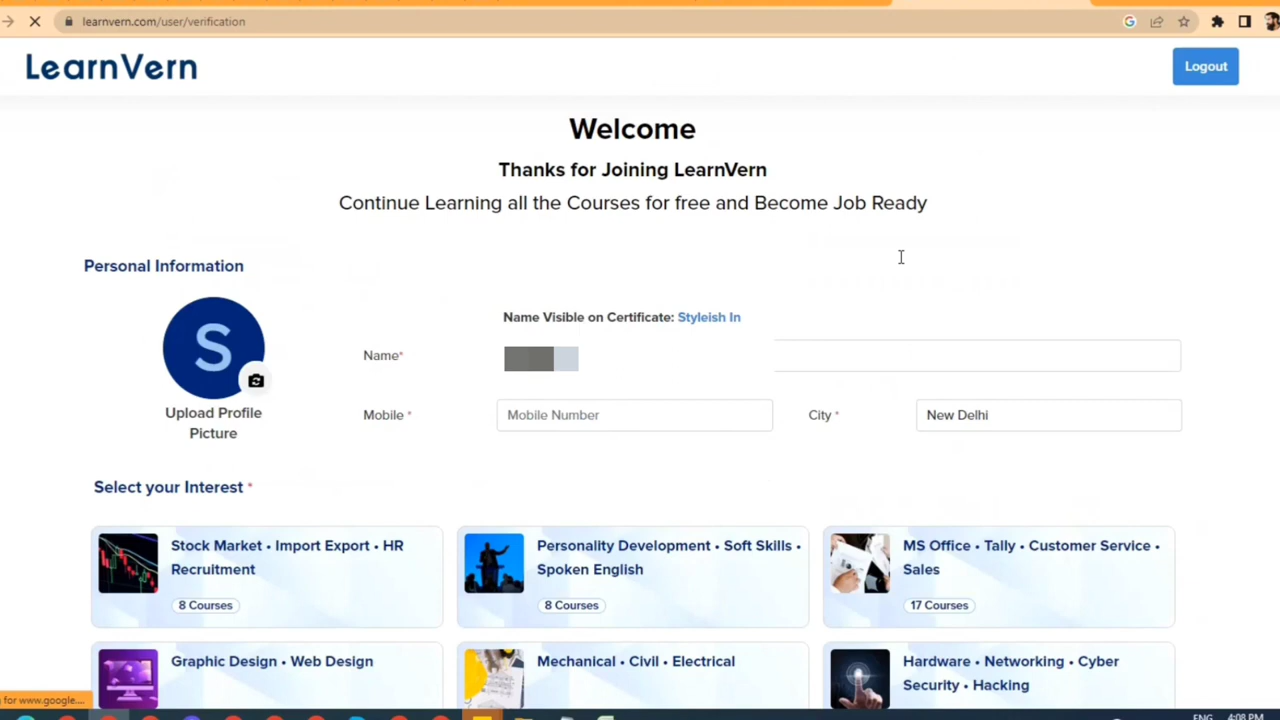 learnvern.com/user/verification
LearnVern
Logout
Welcome
Thanks for Joining LearnVern
Continue Learning all the Courses for free and Become Job Ready
Personal Information
S
Upload Profile
Picture
Name Visible on Certificate: Styleish In
Name*
Mobile *
Mobile Number
City *
New Delhi
Select your Interest *
Stock Market • Import Export • HR
Recruitment
8 Courses
Personality Development • Soft Skills •
Spoken English
8 Courses
MS Office • Tally • Customer Service •
Sales
17 Courses
Graphic Design • Web Design
Mechanical • Civil • Electrical
Hardware • Networking • Cyber
Security • Hacking
for www.google....
ENG
4:08 PM